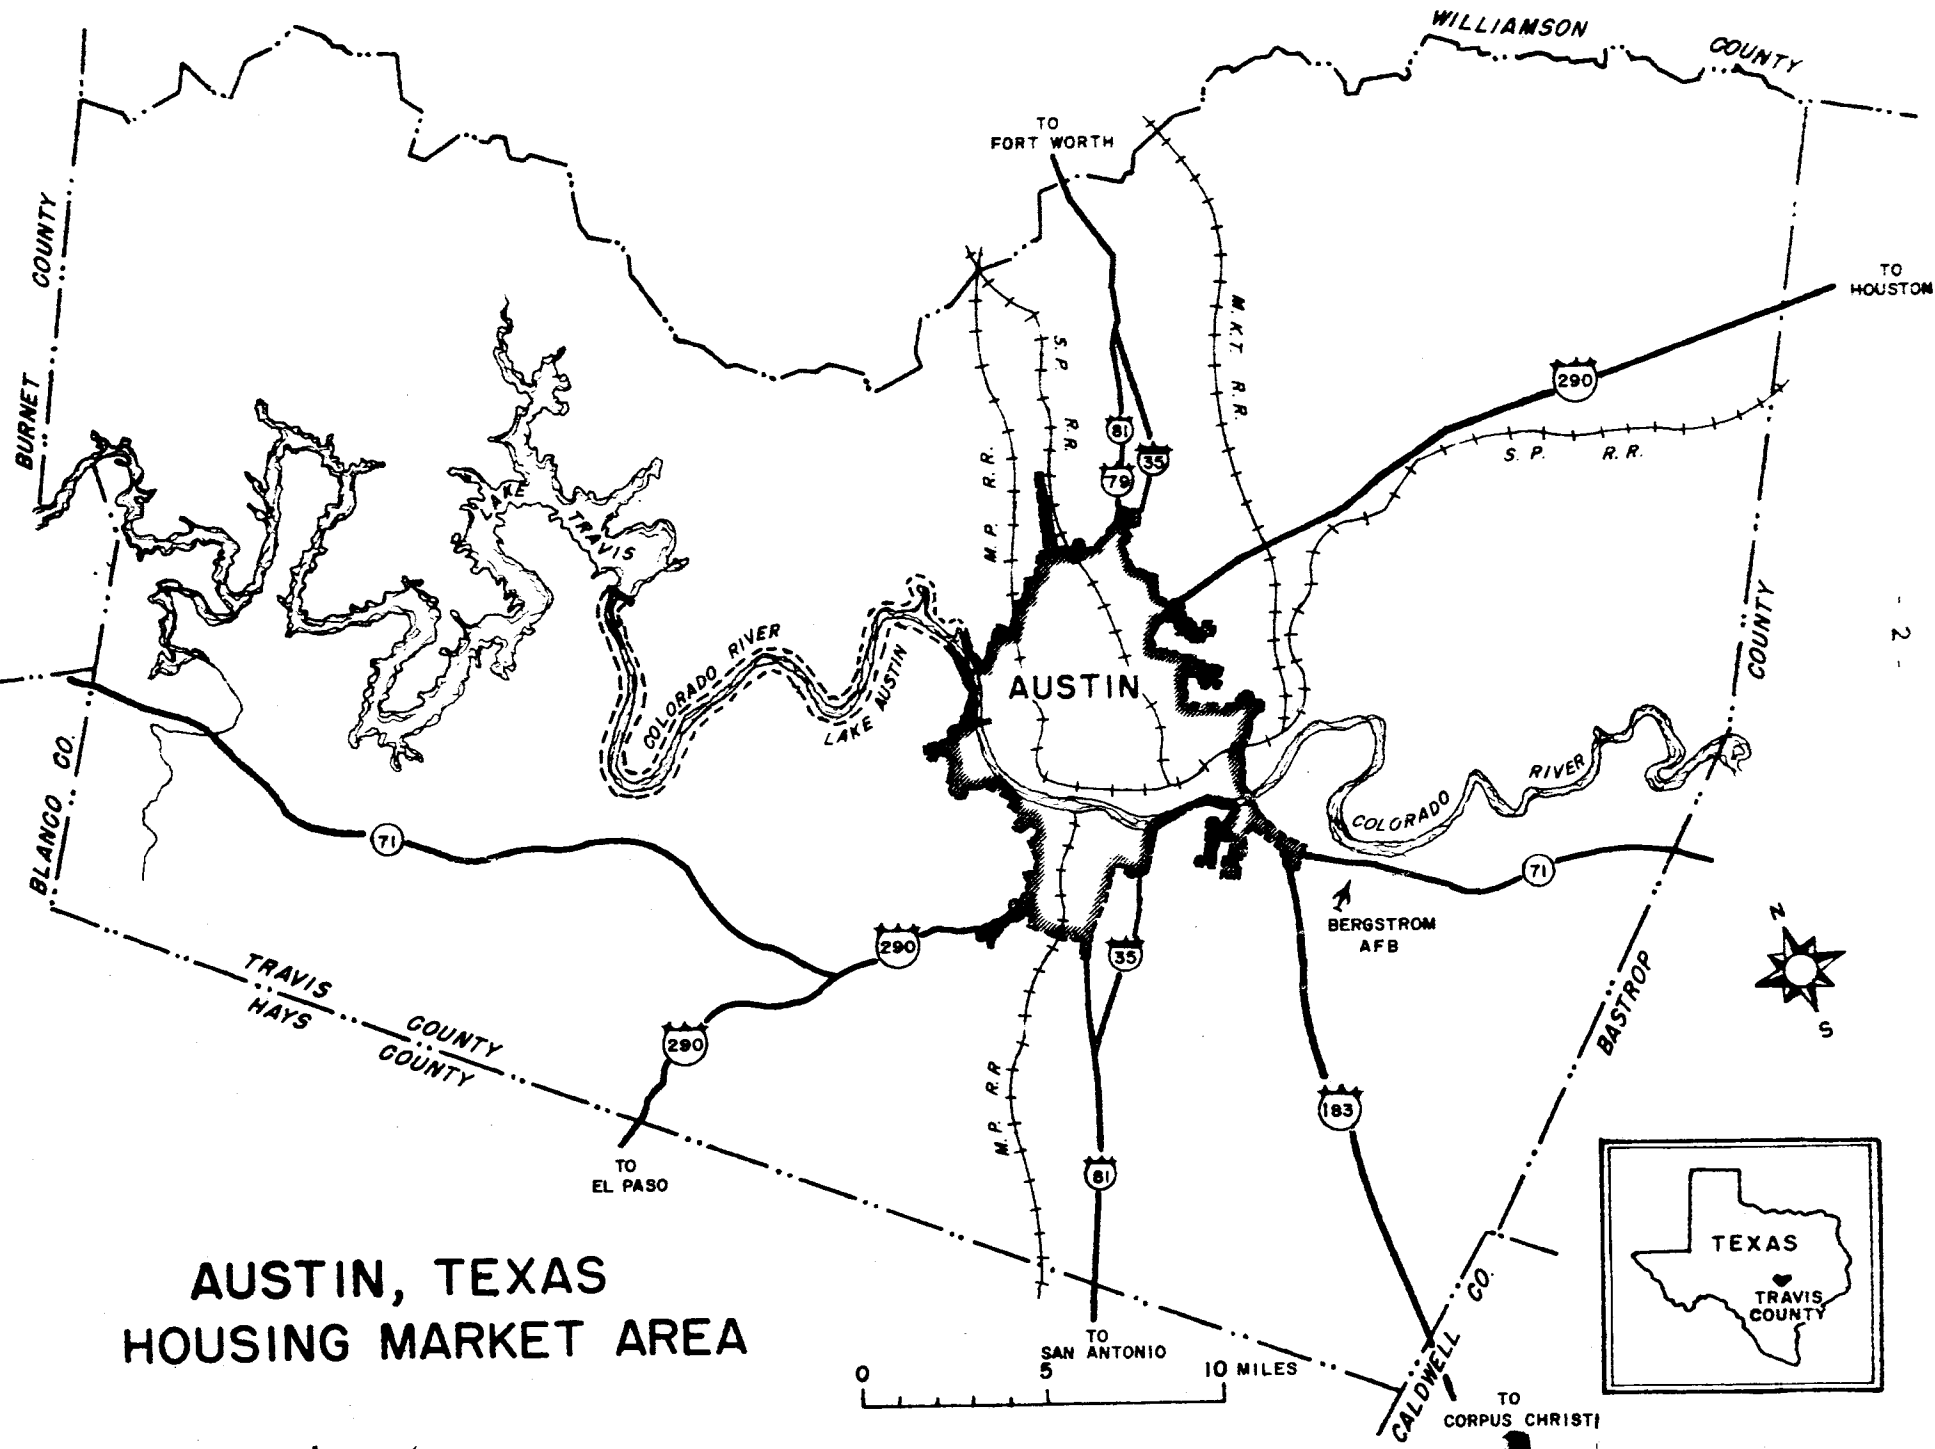 WILLIAMSON COUNTY
TO
FORT WORTH
BURNET COUNTY
TO
HOUSTON
M.K.T. R.R.
S. P. R.R.
M. P. R. R.
290
S. P. R. R.
81
35
79
LAKE TRAVIS
- 2 -
COLORADO RIVER
LAKE AUSTIN
AUSTIN
COUNTY
BLANCO CO.
71
COLORADO RIVER
71
BERGSTROM
AFB
290
35
N
S
BASTROP
TRAVIS COUNTY
HAYS COUNTY
290
183
M. P. R.R
81
TO
EL PASO
TEXAS
TRAVIS
COUNTY
AUSTIN, TEXAS
HOUSING MARKET AREA
TO
SAN ANTONIO
0 5 10 MILES
CALDWELL CO.
TO
CORPUS CHRISTI